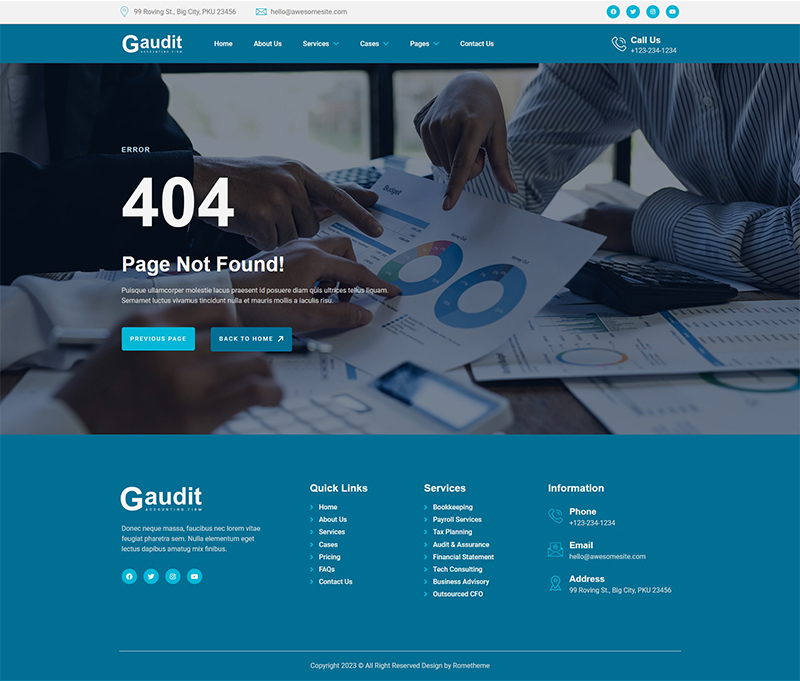 99 Roving St., Big City, PKU 23456
hello@awesomesite.com
Gaudit
ACCOUNTING FIRM
Home
About Us
Services
Cases
Pages
Contact Us
Call Us
+123-234-1234
ERROR
404
Page Not Found!
Puisque ullamcorper molestie lacus praesent id posuere diam quis ultrices tellus liquam.
Semamet luctus vivamus tincidunt nulla et mauris mollis a iaculis risu.
PREVIOUS PAGE
BACK TO HOME
Budget
Gaudit
ACCOUNTING FIRM
Donec neque massa, faucibus nec lorem vitae
feugiat pharetra sem. Nulla elementum eget
lectus dapibus amatug mix finibus.
Quick Links
Home
About Us
Services
Cases
Pricing
FAQs
Contact Us
Services
Bookkeeping
Payroll Services
Tax Planning
Audit & Assurance
Financial Statement
Tech Consulting
Business Advisory
Outsourced CFO
Information
Phone
+123-234-1234
Email
hello@awesomesite.com
Address
99 Roving St., Big City, PKU 23456
Copyright 2023 © All Right Reserved Design by Rometheme